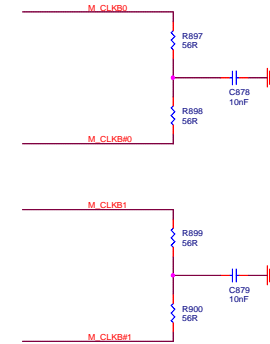 M_CLKB0
R897
56R
C878
10nF
R898
56R
M_CLKB#0
M_CLKB1
R899
56R
C879
10nF
R900
56R
M_CLKB#1